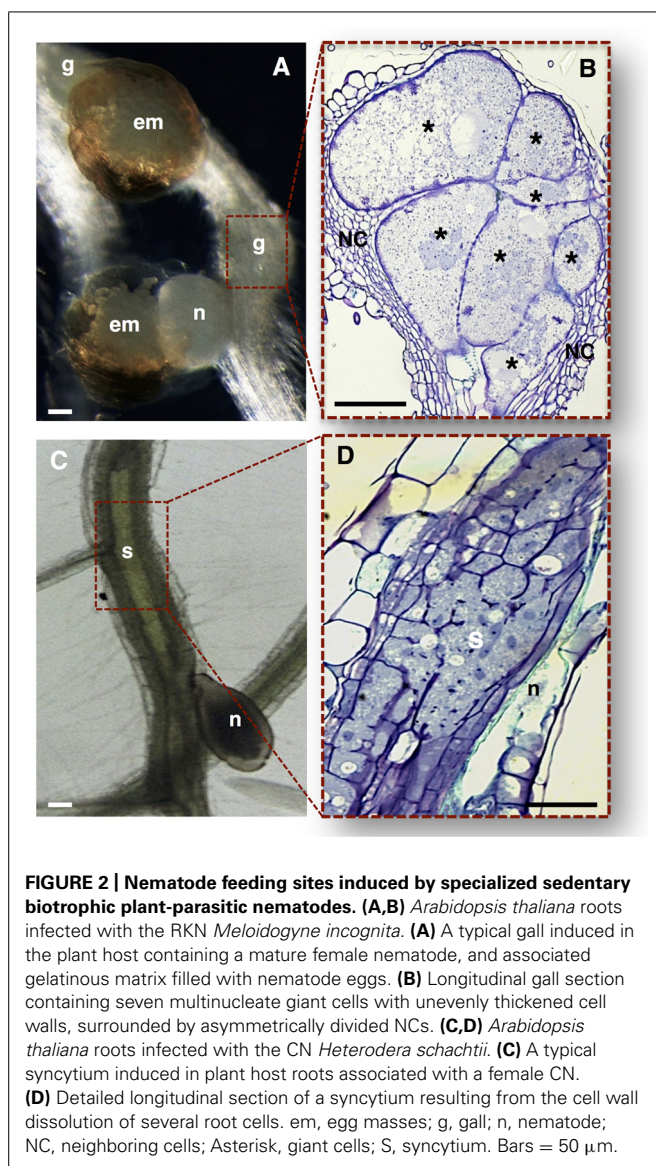 g
A
em
g
em
n
B
*
*
*
*
*
*
*
NC
NC
C
s
n
D
S
n
FIGURE 2 | Nematode feeding sites induced by specialized sedentary
biotrophic plant-parasitic nematodes. (A,B) Arabidopsis thaliana roots
infected with the RKN Meloidogyne incognita. (A) A typical gall induced in
the plant host containing a mature female nematode, and associated
gelatinous matrix filled with nematode eggs. (B) Longitudinal gall section
containing seven multinucleate giant cells with unevenly thickened cell
walls, surrounded by asymmetrically divided NCs. (C,D) Arabidopsis
thaliana roots infected with the CN Heterodera schachtii. (C) A typical
syncytium induced in plant host roots associated with a female CN.
(D) Detailed longitudinal section of a syncytium resulting from the cell wall
dissolution of several root cells. em, egg masses; g, gall; n, nematode;
NC, neighboring cells; Asterisk, giant cells; S, syncytium. Bars = 50 μm.